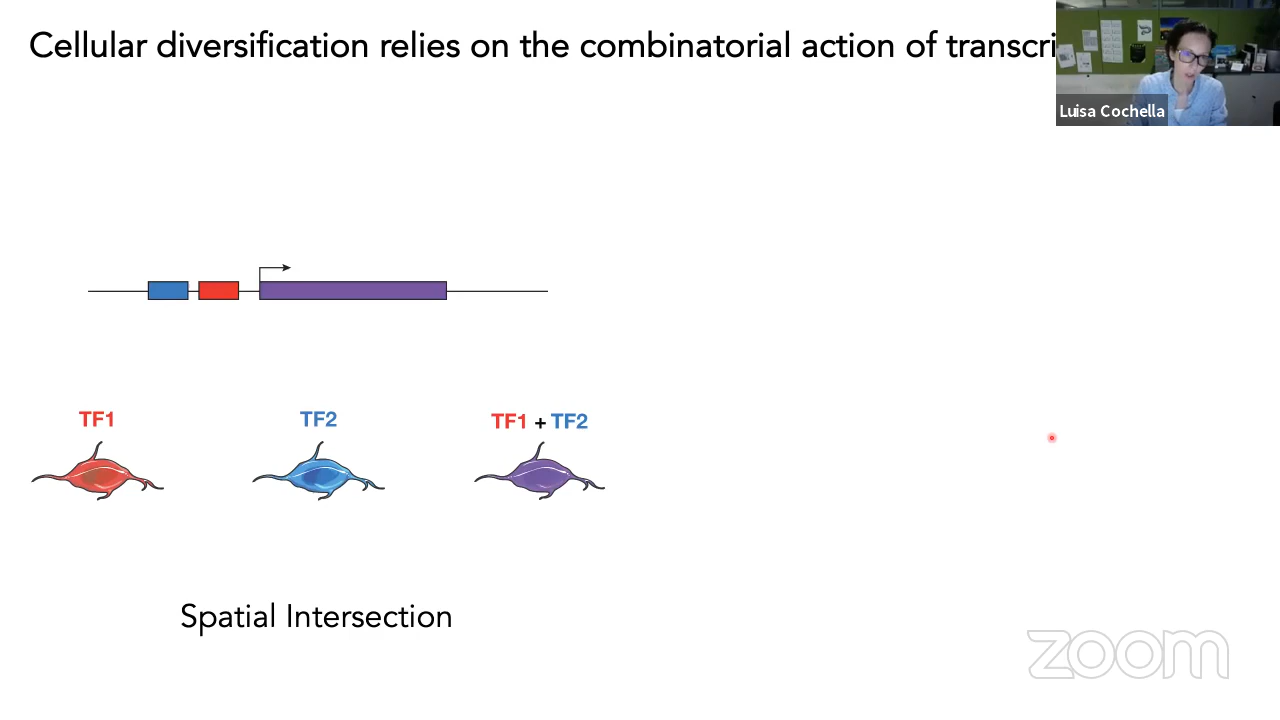 Cellular diversification relies on the combinatorial action of transcri
Luisa Cochella
TF1
TF2
TF1 + TF2
Spatial Intersection
zoom